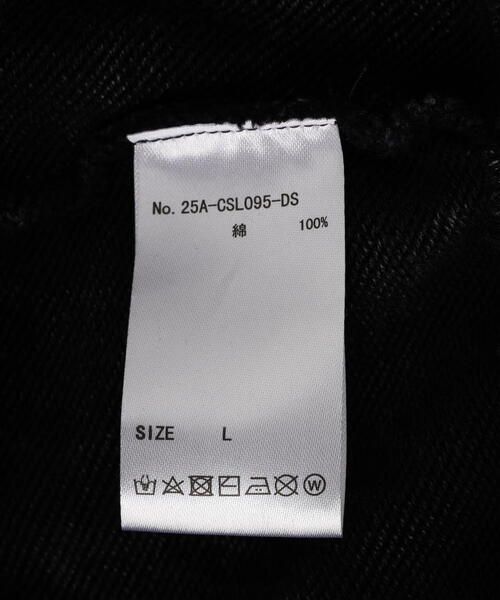 No. 25A-CSL095-DS
綿 100%
SIZE L
W